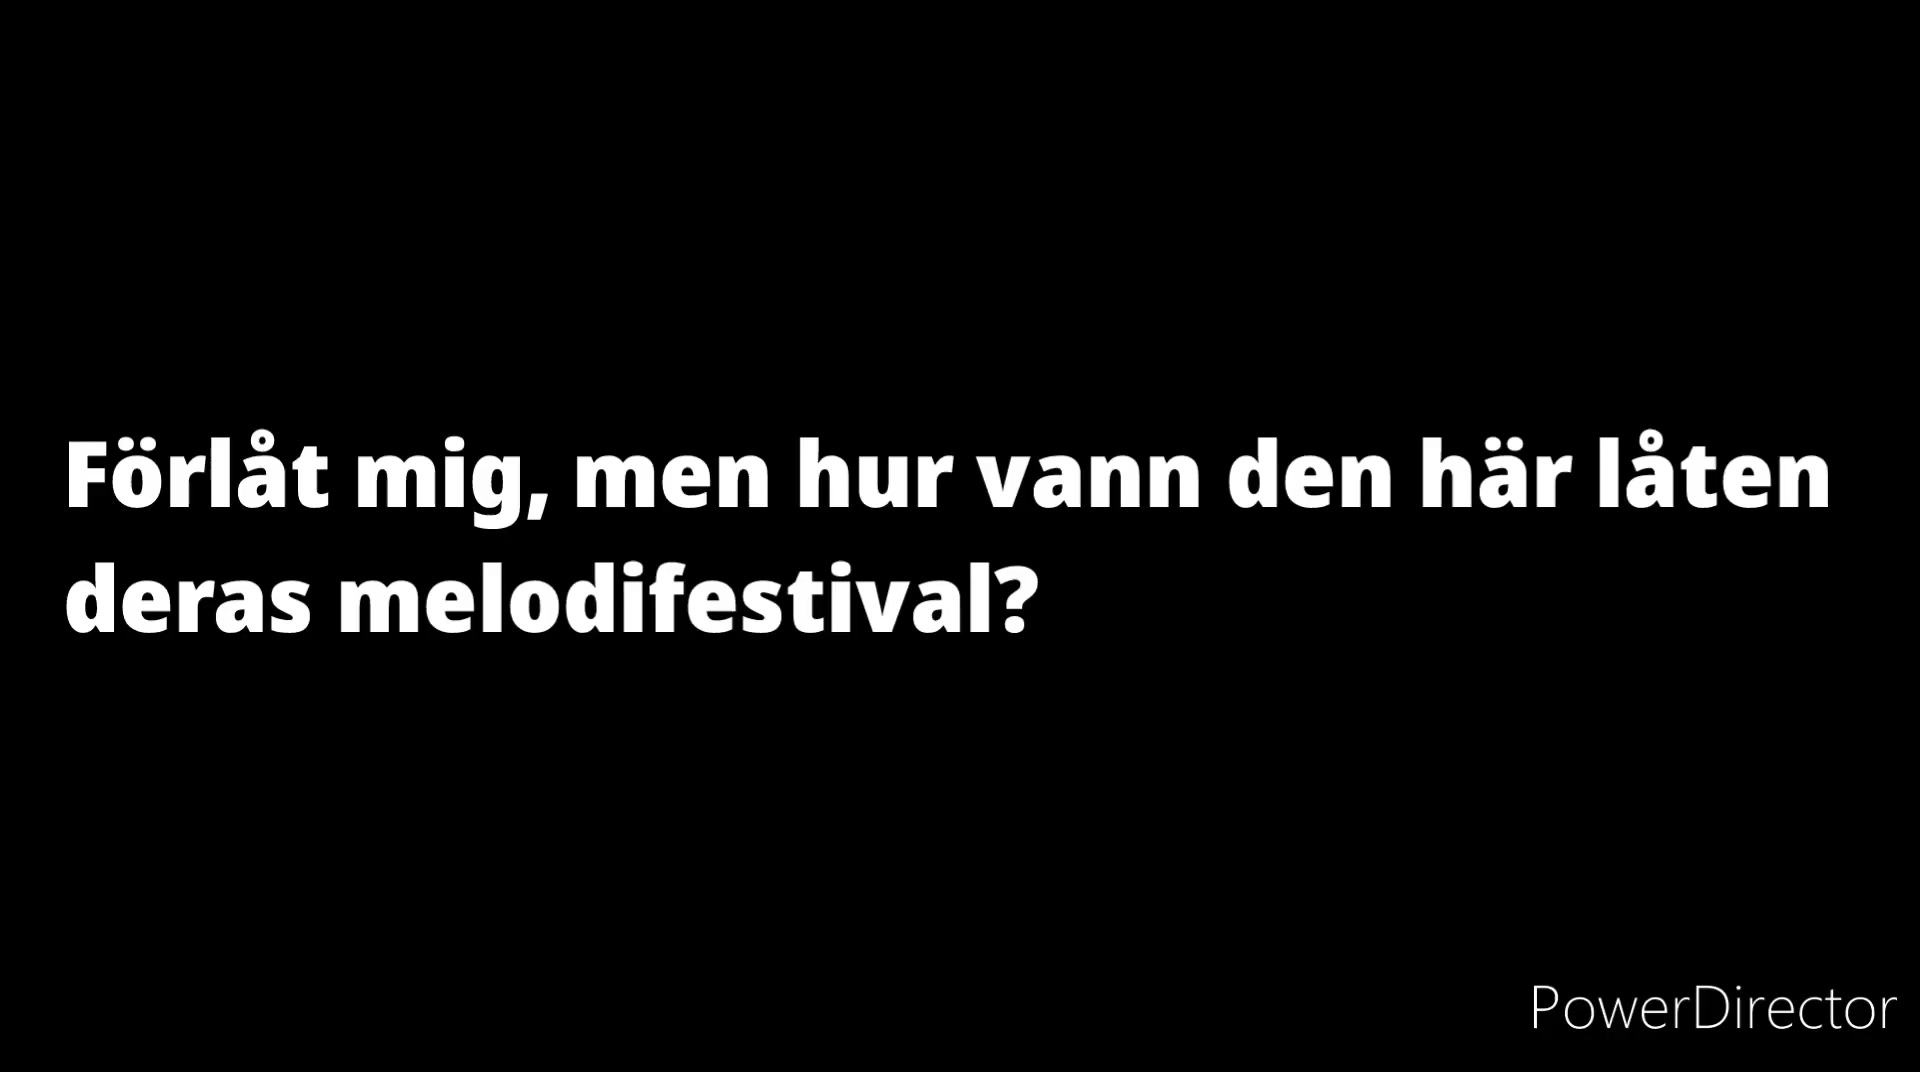 Förlåt mig, men hur vann den här låten
deras melodifestival?
PowerDirector